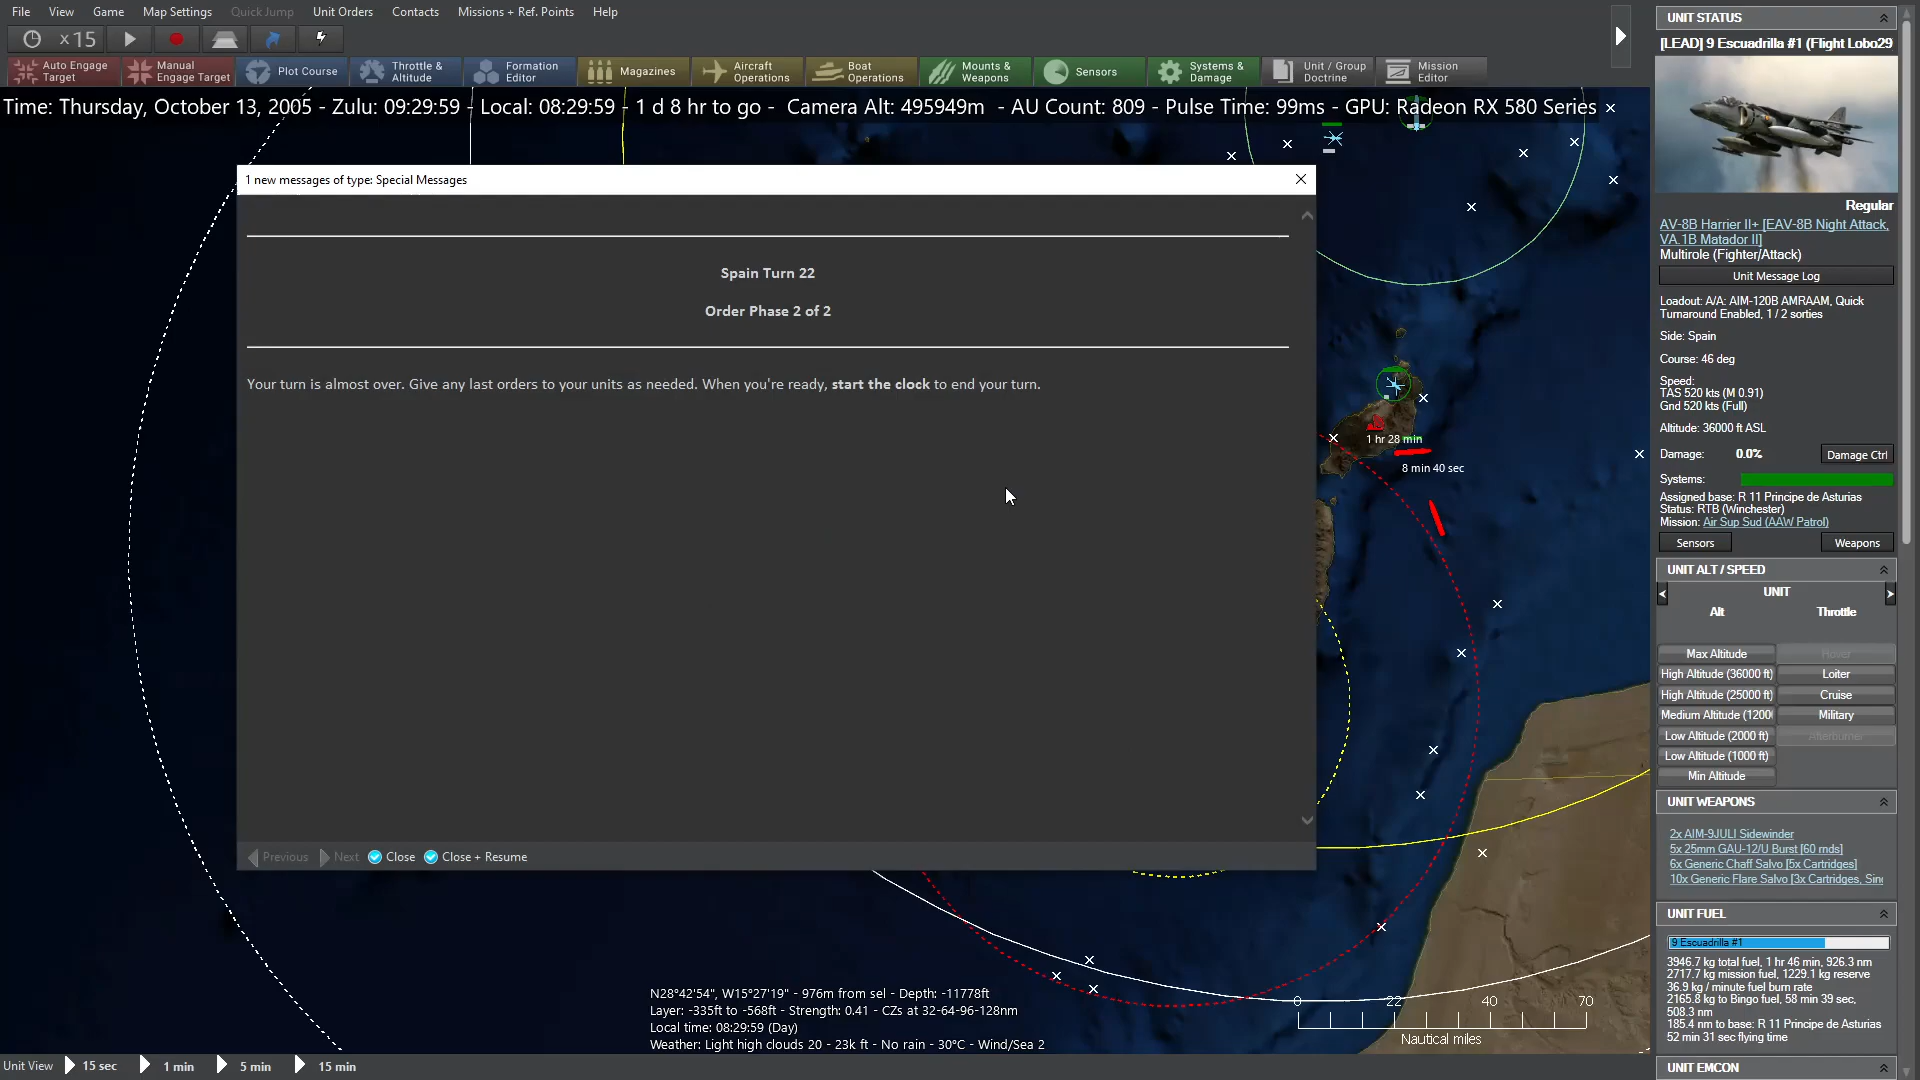 File View Game Map Settings Quick Jump Unit Orders Contacts Missions + Ref. Points Help
x15
Auto Engage Target
Manual Engage Target
Plot Course
Throttle & Altitude
Formation Editor
Magazines
Aircraft Operations
Boat Operations
Mounts & Weapons
Sensors
Systems & Damage
Unit / Group Doctrine
Mission Editor
Time: Thursday, October 13, 2005 - Zulu: 09:29:59 - Local: 08:29:59 - 1 d 8 hr to go - Camera Alt: 495949m - AU Count: 809 - Pulse Time: 99ms - GPU: Radeon RX 580 Series
1 new messages of type: Special Messages
Spain Turn 22
Order Phase 2 of 2
Your turn is almost over. Give any last orders to your units as needed. When you're ready, start the clock to end your turn.
Previous Next Close Close + Resume
1 hr 28 min
8 min 40 sec
N28°42'54", W15°27'19" - 976m from sel - Depth: -11778ft
Layer: -335ft to -568ft - Strength: 0.41 - CZs at 32-64-96-128nm
Local time: 08:29:59 (Day)
Weather: Light high clouds 20 - 23k ft - No rain - 30°C - Wind/Sea 2
0 22 40 70
Nautical miles
Unit View 15 sec 1 min 5 min 15 min
UNIT STATUS
[LEAD] 9 Escuadrilla #1 (Flight Lobo29
Regular
AV-8B Harrier II+ [EAV-8B Night Attack,
VA.1B Matador II]
Multirole (Fighter/Attack)
Unit Message Log
Loadout: A/A: AIM-120B AMRAAM, Quick
Turnaround Enabled, 1 / 2 sorties
Side: Spain
Course: 46 deg
Speed:
TAS 520 kts (M 0.91)
Gnd 520 kts (Full)
Altitude: 36000 ft ASL
Damage: 0.0% Damage Ctrl
Systems:
Assigned base: R 11 Principe de Asturias
Status: RTB (Winchester)
Mission: Air Sup Sud (AAW Patrol)
Sensors Weapons
UNIT ALT / SPEED
UNIT
Alt Throttle
Max Altitude Hover
High Altitude (36000 ft) Loiter
High Altitude (25000 ft) Cruise
Medium Altitude (1200 Military
Low Altitude (2000 ft) Afterburner
Low Altitude (1000 ft)
Min Altitude
UNIT WEAPONS
2x AIM-9JULI Sidewinder
5x 25mm GAU-12/U Burst [60 rnds]
6x Generic Chaff Salvo [5x Cartridges]
10x Generic Flare Salvo [3x Cartridges, Sin
UNIT FUEL
9 Escuadrilla #1
3946.7 kg total fuel, 1 hr 46 min, 926.3 nm
2717.7 kg mission fuel, 1229.1 kg reserve
36.9 kg / minute fuel burn rate
2165.8 kg to Bingo fuel, 58 min 39 sec,
508.3 nm
185.4 nm to base: R 11 Principe de Asturias
52 min 31 sec flying time
UNIT EMCON